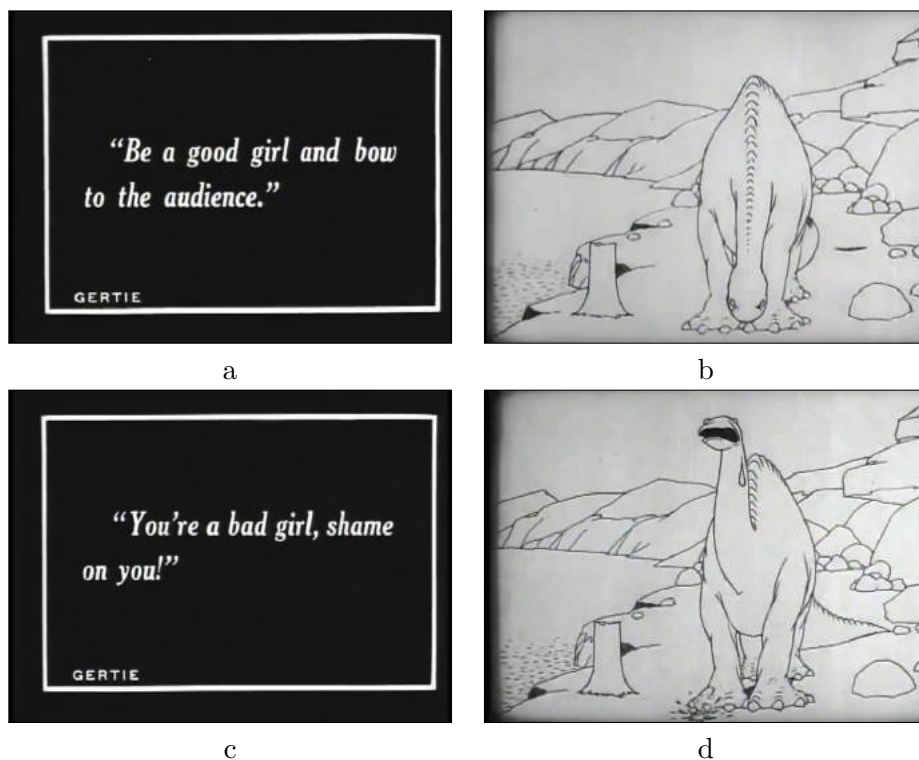 “Be a good girl and bow
to the audience.”
GERTIE
a
b
“You're a bad girl, shame
on you!”
GERTIE
c
d